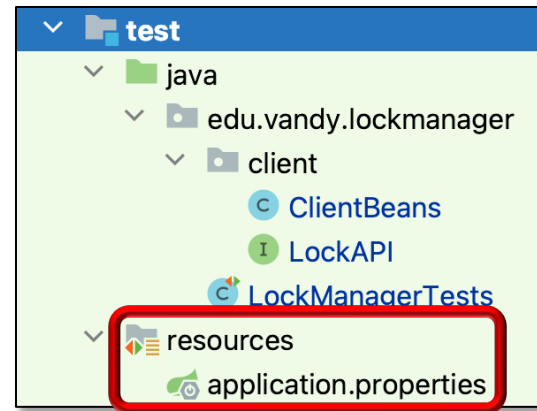 test
java
edu.vandy.lockmanager
client
C ClientBeans
I LockAPI
C LockManagerTests
resources
application.properties